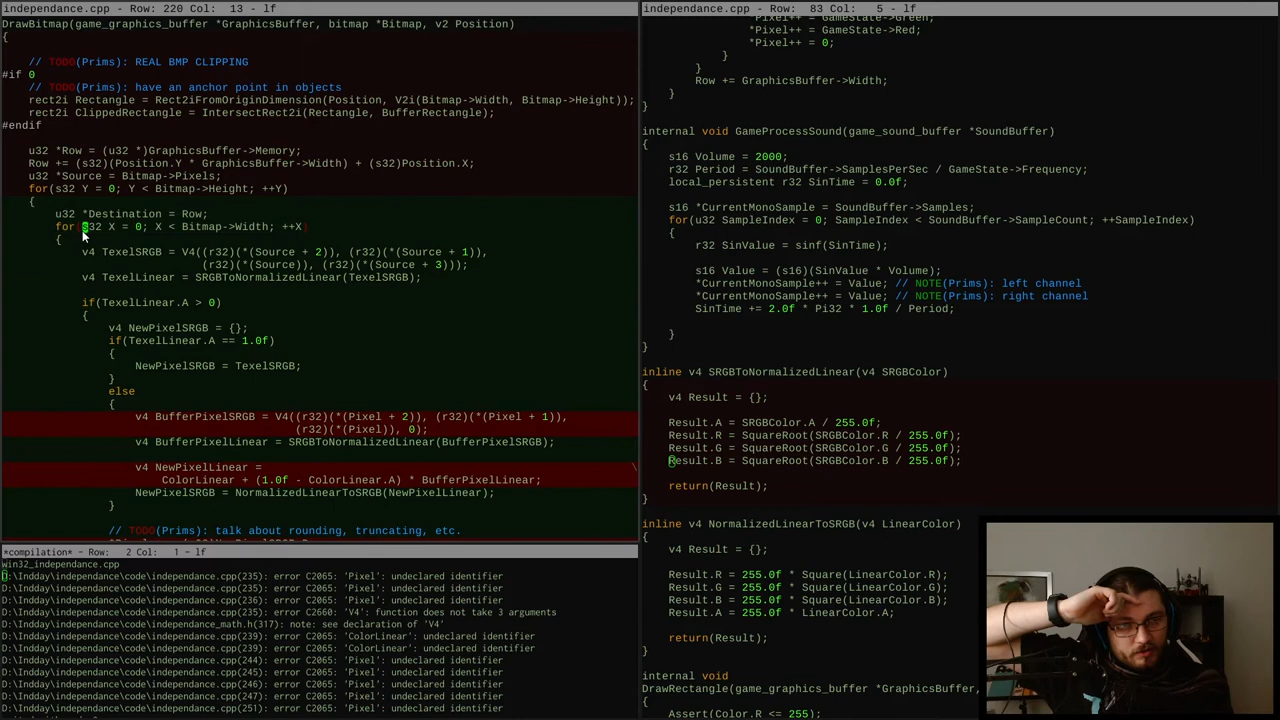 independance.cpp - Row: 220 Col:  13 - lf
DrawBitmap(game_graphics_buffer *GraphicsBuffer, bitmap *Bitmap, v2 Position)
{
// TODO(Prims): REAL BMP CLIPPING
#if 0
// TODO(Prims): have an anchor point in objects
rect2i Rectangle = Rect2iFromOriginDimension(Position, V2i(Bitmap->Width, Bitmap->Height));
rect2i ClippedRectangle = IntersectRect2i(Rectangle, BufferRectangle);
#endif
u32 *Row = (u32 *)GraphicsBuffer->Memory;
Row += (s32)(Position.Y * GraphicsBuffer->Width) + (s32)Position.X;
u32 *Source = Bitmap->Pixels;
for(s32 Y = 0; Y < Bitmap->Height; ++Y)
{
u32 *Destination = Row;
for(s32 X = 0; X < Bitmap->Width; ++X)
{
v4 TexelSRGB = V4((r32)(*(Source + 2)), (r32)(*(Source + 1)),
(r32)(*(Source)), (r32)(*(Source + 3)));
v4 TexelLinear = SRGBToNormalizedLinear(TexelSRGB);
if(TexelLinear.A > 0)
{
v4 NewPixelSRGB = {};
if(TexelLinear.A == 1.0f)
{
NewPixelSRGB = TexelSRGB;
}
else
{
v4 BufferPixelSRGB = V4((r32)(*(Pixel + 2)), (r32)(*(Pixel + 1)),
(r32)(*(Pixel)), 0);
v4 BufferPixelLinear = SRGBToNormalizedLinear(BufferPixelSRGB);
v4 NewPixelLinear = \
ColorLinear + (1.0f - ColorLinear.A) * BufferPixelLinear;
NewPixelSRGB = NormalizedLinearToSRGB(NewPixelLinear);
}
// TODO(Prims): talk about rounding, truncating, etc.
*compilation* - Row:   2 Col:   1 - lf
win32_independance.cpp
D:\Indday\independance\code\independance.cpp(235): error C2065: 'Pixel': undeclared identifier
D:\Indday\independance\code\independance.cpp(235): error C2065: 'Pixel': undeclared identifier
D:\Indday\independance\code\independance.cpp(236): error C2065: 'Pixel': undeclared identifier
D:\Indday\independance\code\independance.cpp(235): error C2660: 'V4': function does not take 3 arguments
D:\Indday\independance\code\independance_math.h(317): note: see declaration of 'V4'
D:\Indday\independance\code\independance.cpp(239): error C2065: 'ColorLinear': undeclared identifier
D:\Indday\independance\code\independance.cpp(239): error C2065: 'ColorLinear': undeclared identifier
D:\Indday\independance\code\independance.cpp(244): error C2065: 'Pixel': undeclared identifier
D:\Indday\independance\code\independance.cpp(245): error C2065: 'Pixel': undeclared identifier
D:\Indday\independance\code\independance.cpp(246): error C2065: 'Pixel': undeclared identifier
D:\Indday\independance\code\independance.cpp(247): error C2065: 'Pixel': undeclared identifier
D:\Indday\independance\code\independance.cpp(251): error C2065: 'Pixel': undeclared identifier
independance.cpp - Row:  83 Col:   5 - lf
*Pixel++ = GameState->Green;
*Pixel++ = GameState->Red;
*Pixel++ = 0;
}
}
Row += GraphicsBuffer->Width;
}
}
internal void GameProcessSound(game_sound_buffer *SoundBuffer)
{
s16 Volume = 2000;
r32 Period = SoundBuffer->SamplesPerSec / GameState->Frequency;
local_persistent r32 SinTime = 0.0f;
s16 *CurrentMonoSample = SoundBuffer->Samples;
for(u32 SampleIndex = 0; SampleIndex < SoundBuffer->SampleCount; ++SampleIndex)
{
r32 SinValue = sinf(SinTime);
s16 Value = (s16)(SinValue * Volume);
*CurrentMonoSample++ = Value; // NOTE(Prims): left channel
*CurrentMonoSample++ = Value; // NOTE(Prims): right channel
SinTime += 2.0f * Pi32 * 1.0f / Period;
}
}
inline v4 SRGBToNormalizedLinear(v4 SRGBColor)
{
v4 Result = {};
Result.A = SRGBColor.A / 255.0f;
Result.R = SquareRoot(SRGBColor.R / 255.0f);
Result.G = SquareRoot(SRGBColor.G / 255.0f);
Result.B = SquareRoot(SRGBColor.B / 255.0f);
return(Result);
}
inline v4 NormalizedLinearToSRGB(v4 LinearColor)
{
v4 Result = {};
Result.R = 255.0f * Square(LinearColor.R);
Result.G = 255.0f * Square(LinearColor.G);
Result.B = 255.0f * Square(LinearColor.B);
Result.A = 255.0f * LinearColor.A;
return(Result);
}
internal void
DrawRectangle(game_graphics_buffer *GraphicsBuffer,
Assert(Color.R <= 255);